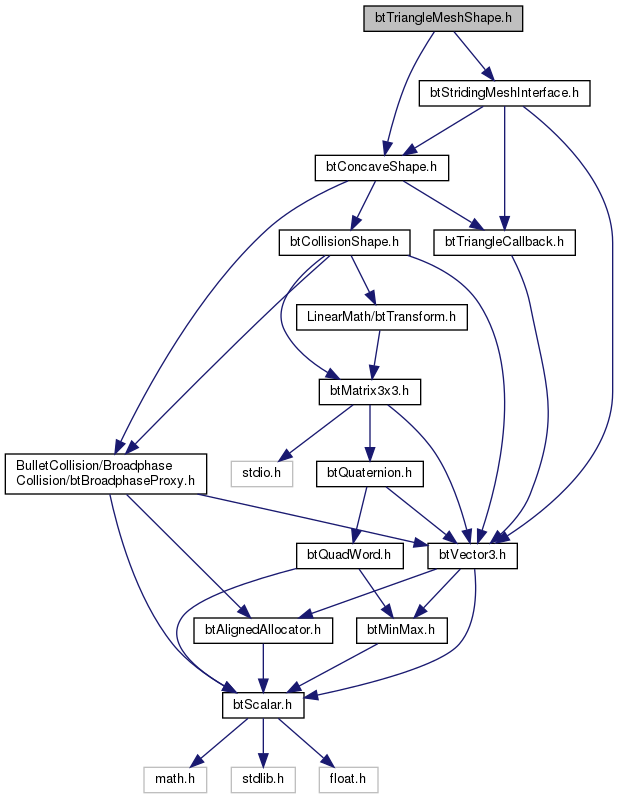 btTriangleMeshShape.h
btStridingMeshInterface.h
btConcaveShape.h
btCollisionShape.h
btTriangleCallback.h
LinearMath/btTransform.h
btMatrix3x3.h
BulletCollision/Broadphase
Collision/btBroadphaseProxy.h
stdio.h
btQuaternion.h
btQuadWord.h
btVector3.h
btAlignedAllocator.h
btMinMax.h
btScalar.h
math.h
stdlib.h
float.h